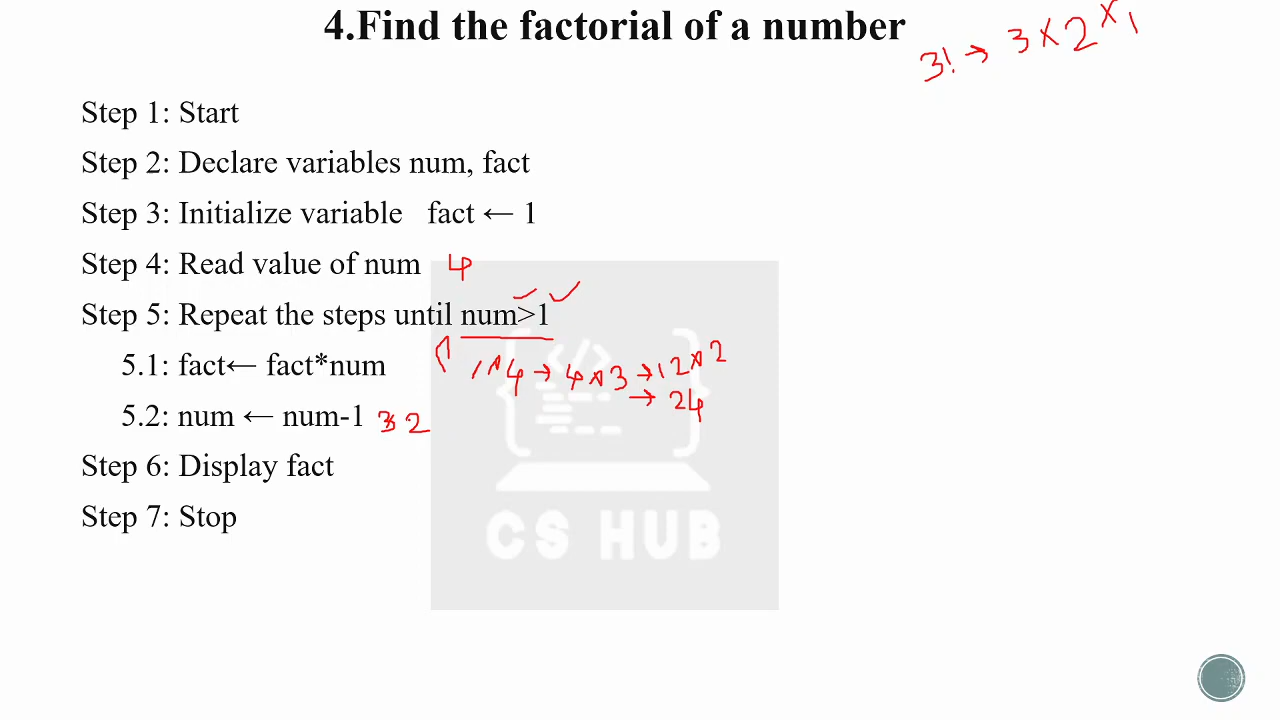 4.Find the factorial of a number
3! → 3 × 2 × 1
Step 1: Start
Step 2: Declare variables num, fact
Step 3: Initialize variable fact ← 1
Step 4: Read value of num 4
Step 5: Repeat the steps until num>1
5.1: fact← fact*num 1*4 → 4*3 → 12*2
→ 24
5.2: num ← num-1 3 2
Step 6: Display fact
Step 7: Stop
CS HUB